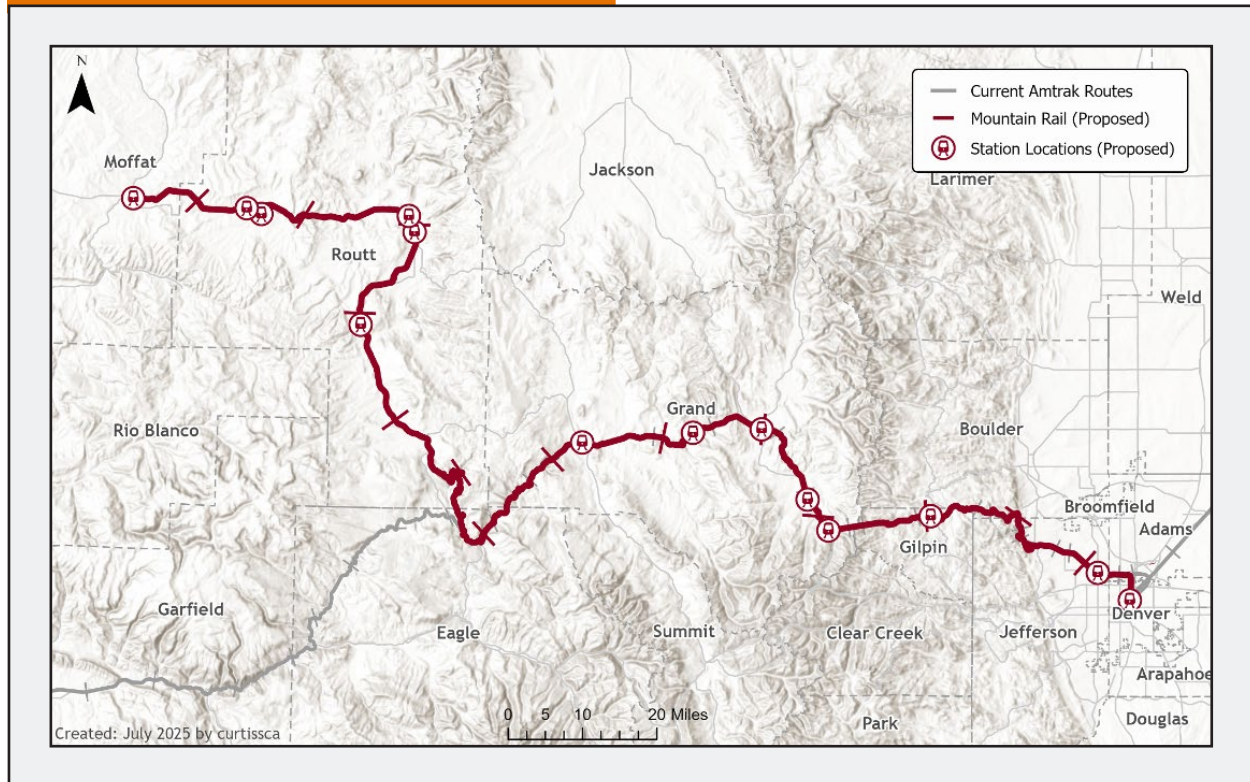 N
Current Amtrak Routes
Mountain Rail (Proposed)
Station Locations (Proposed)
Moffat
Jackson
Larimer
Routt
Weld
Grand
Rio Blanco
Boulder
Broomfield
Adams
Gilpin
Garfield
Denver
Eagle
Summit
Clear Creek
Jefferson
Arapahoe
0 5 10 20 Miles
Park
Douglas
Created: July 2025 by curtissca